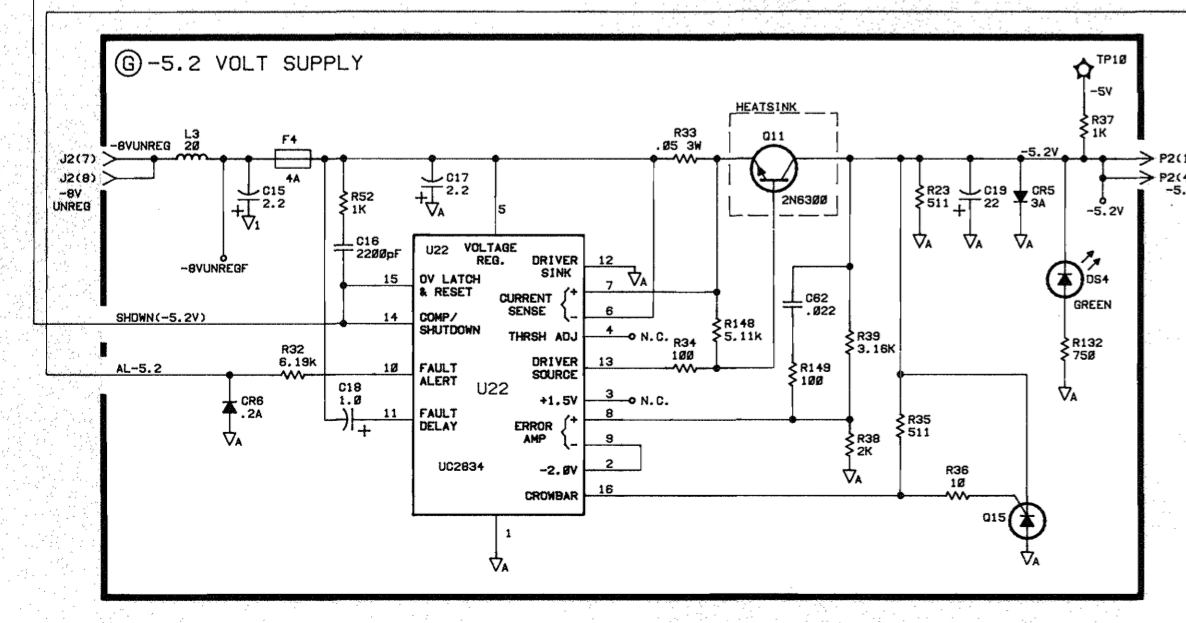 G -5.2 VOLT SUPPLY
TP10
-5V
R37
1K
HEATSINK
Q11
2N6300
J2(7)
-8VUNREG
L3
20
F4
4A
R33
.05 3W
-5.2V
P2(1
J2(8)
-8V
UNREG
P2(4
-5.
-5.2V
C15
2.2
1
R52
1K
C17
2.2
A
5
R23
511
A
C19
22
A
CR5
3A
A
-8VUNREGF
C16
2200pF
U22
VOLTAGE
REG.
DRIVER
SINK
12
A
DS4
GREEN
15
OV LATCH
& RESET
CURRENT
SENSE
+
-
7
6
C62
.022
SHDWN(-5.2V)
14
COMP/
SHUTDOWN
THRSH ADJ
4
N.C.
R148
5.11K
R39
3.16K
AL-5.2
R32
6.19K
10
FAULT
ALERT
DRIVER
SOURCE
13
R34
100
R149
100
R132
750
A
CR6
.2A
A
C18
1.0
+
11
FAULT
DELAY
U22
+1.5V
3
N.C.
ERROR
AMP
+
-
8
9
R38
2K
A
R35
511
UC2834
-2.0V
2
CROWBAR
16
R36
10
Q15
A
1
A